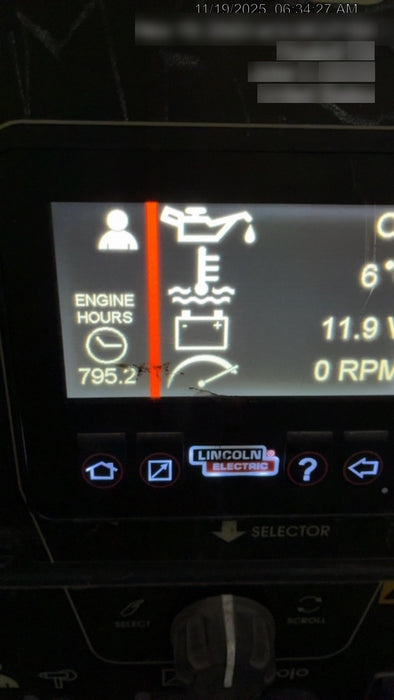 11/19/2025 06:34:27 AM
6°
ENGINE
HOURS
11.9 V
795.2
0 RPM
LINCOLN
ELECTRIC
?
SELECTOR
SELECT
SCROLL